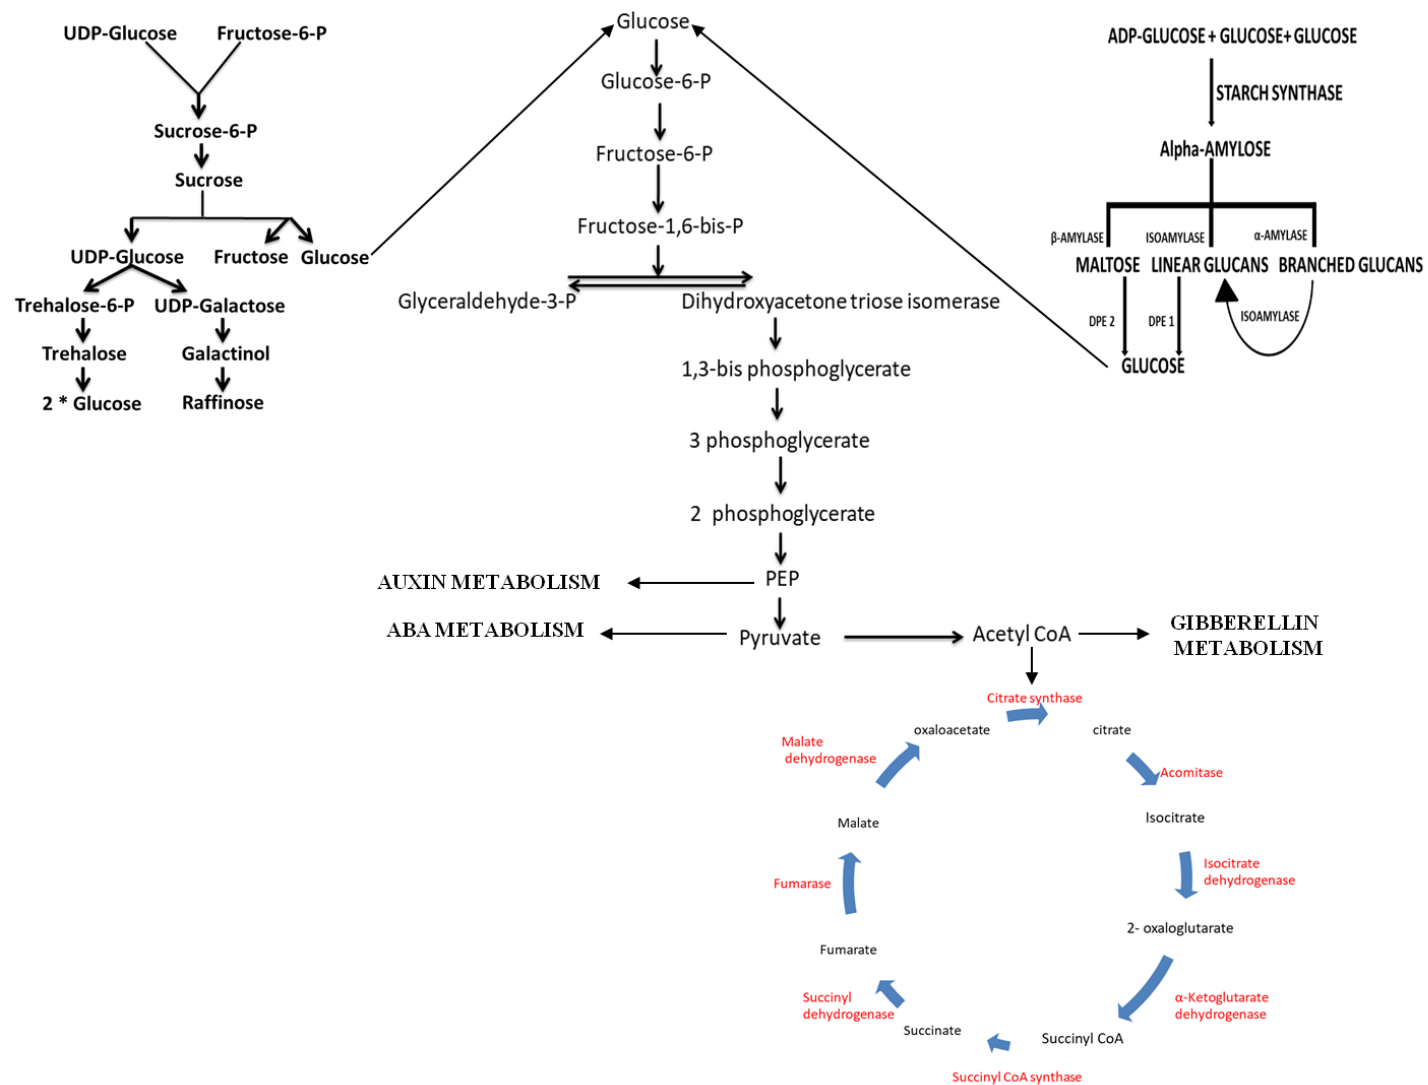 UDP-Glucose
Fructose-6-P
Sucrose-6-P
Sucrose
UDP-Glucose
Fructose
Glucose
Trehalose-6-P
UDP-Galactose
Trehalose
Galactinol
2 * Glucose
Raffinose
Glucose
Glucose-6-P
Fructose-6-P
Fructose-1,6-bis-P
Glyceraldehyde-3-P
Dihydroxyacetone triose isomerase
1,3-bis phosphoglycerate
3 phosphoglycerate
2 phosphoglycerate
PEP
AUXIN METABOLISM
Pyruvate
ABA METABOLISM
Acetyl CoA
GIBBERELLIN
METABOLISM
ADP-GLUCOSE + GLUCOSE+ GLUCOSE
STARCH SYNTHASE
Alpha-AMYLOSE
β-AMYLASE
ISOAMYLASE
α-AMYLASE
MALTOSE
LINEAR GLUCANS
BRANCHED GLUCANS
DPE 2
DPE 1
ISOAMYLASE
GLUCOSE
Citrate synthase
oxaloacetate
citrate
Malate
dehydrogenase
Acomitase
Malate
Isocitrate
Fumarase
Isocitrate
dehydrogenase
2- oxaloglutarate
Fumarate
Succinyl
dehydrogenase
α-Ketoglutarate
dehydrogenase
Succinate
Succinyl CoA
Succinyl CoA synthase